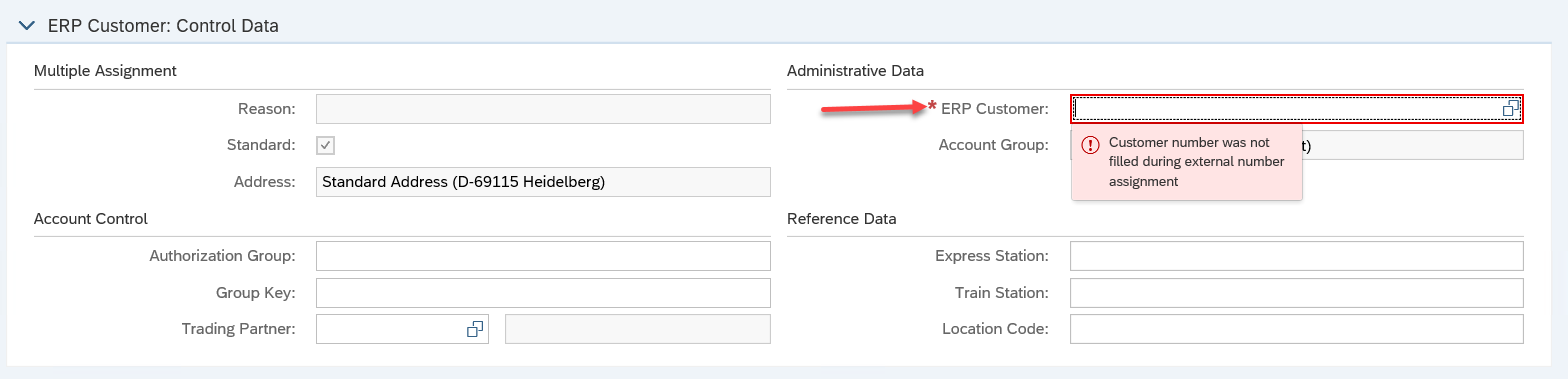 ERP Customer: Control Data
Multiple Assignment
Reason:
Standard:
Address: Standard Address (D-69115 Heidelberg)
Administrative Data
* ERP Customer:
Account Group: t)
Customer number was not
filled during external number
assignment
Account Control
Authorization Group:
Group Key:
Trading Partner:
Reference Data
Express Station:
Train Station:
Location Code: